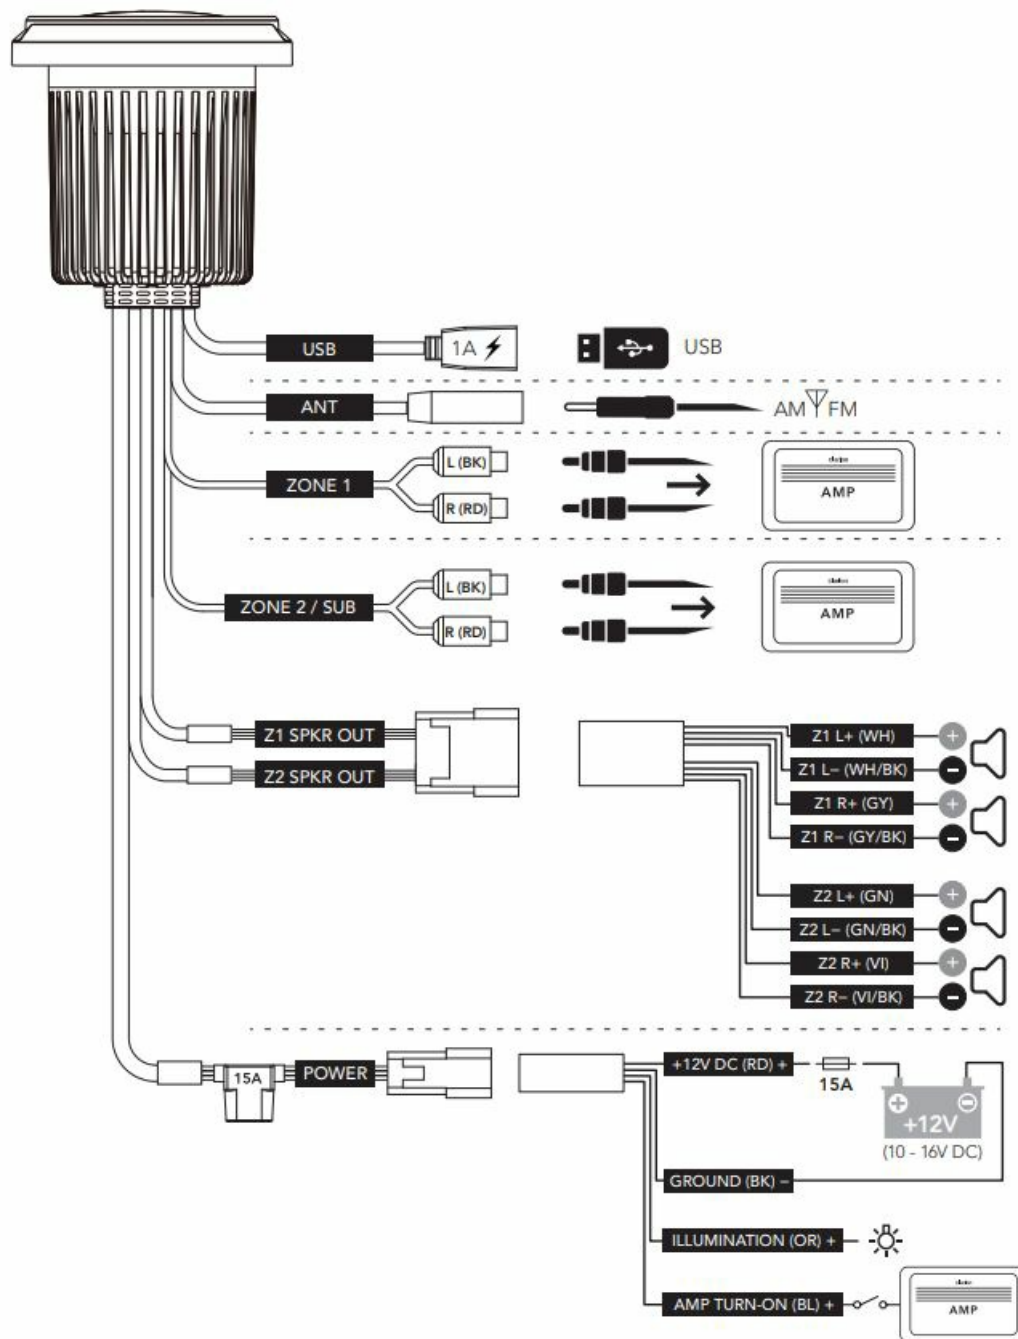 USB
1A
USB
ANT
AM FM
ZONE 1
L (BK)
R (RD)
AMP
ZONE 2 / SUB
L (BK)
R (RD)
AMP
Z1 SPKR OUT
Z2 SPKR OUT
Z1 L+ (WH)
+
Z1 L− (WH/BK)
−
Z1 R+ (GY)
+
Z1 R− (GY/BK)
−
Z2 L+ (GN)
+
Z2 L− (GN/BK)
−
Z2 R+ (VI)
+
Z2 R− (VI/BK)
−
15A
POWER
+12V DC (RD) +
15A
+ −
+12V
(10 - 16V DC)
GROUND (BK) −
ILLUMINATION (OR) +
AMP TURN-ON (BL) +
AMP